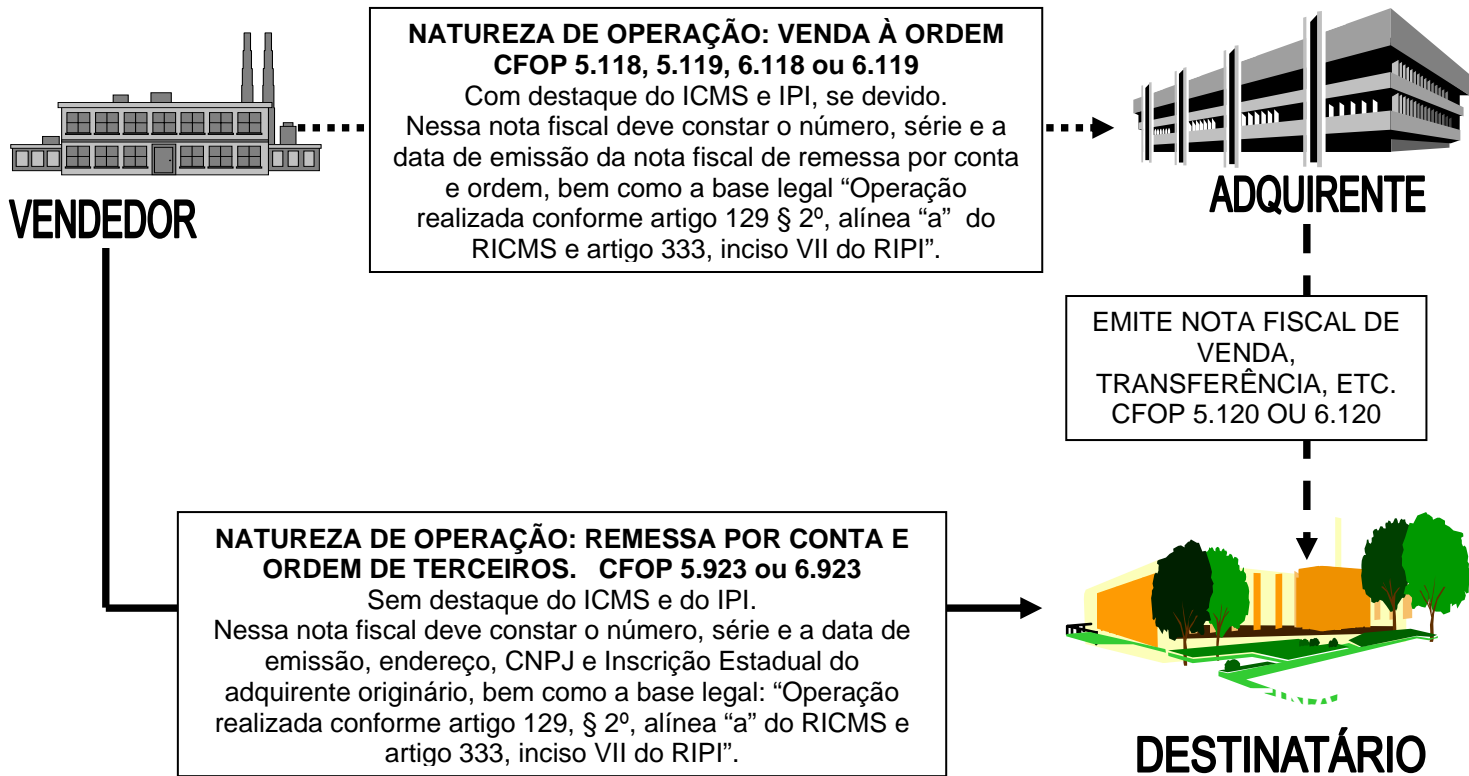 NATUREZA DE OPERAÇÃO: VENDA À ORDEM
CFOP 5.118, 5.119, 6.118 ou 6.119
Com destaque do ICMS e IPI, se devido.
Nessa nota fiscal deve constar o número, série e a
data de emissão da nota fiscal de remessa por conta
e ordem, bem como a base legal “Operação
realizada conforme artigo 129 § 2º, alínea “a” do
RICMS e artigo 333, inciso VII do RIPI”.
VENDEDOR
ADQUIRENTE
EMITE NOTA FISCAL DE
VENDA,
TRANSFERÊNCIA, ETC.
CFOP 5.120 OU 6.120
NATUREZA DE OPERAÇÃO: REMESSA POR CONTA E
ORDEM DE TERCEIROS. CFOP 5.923 ou 6.923
Sem destaque do ICMS e do IPI.
Nessa nota fiscal deve constar o número, série e a data de
emissão, endereço, CNPJ e Inscrição Estadual do
adquirente originário, bem como a base legal: “Operação
realizada conforme artigo 129, § 2º, alínea “a” do RICMS e
artigo 333, inciso VII do RIPI”.
DESTINATÁRIO